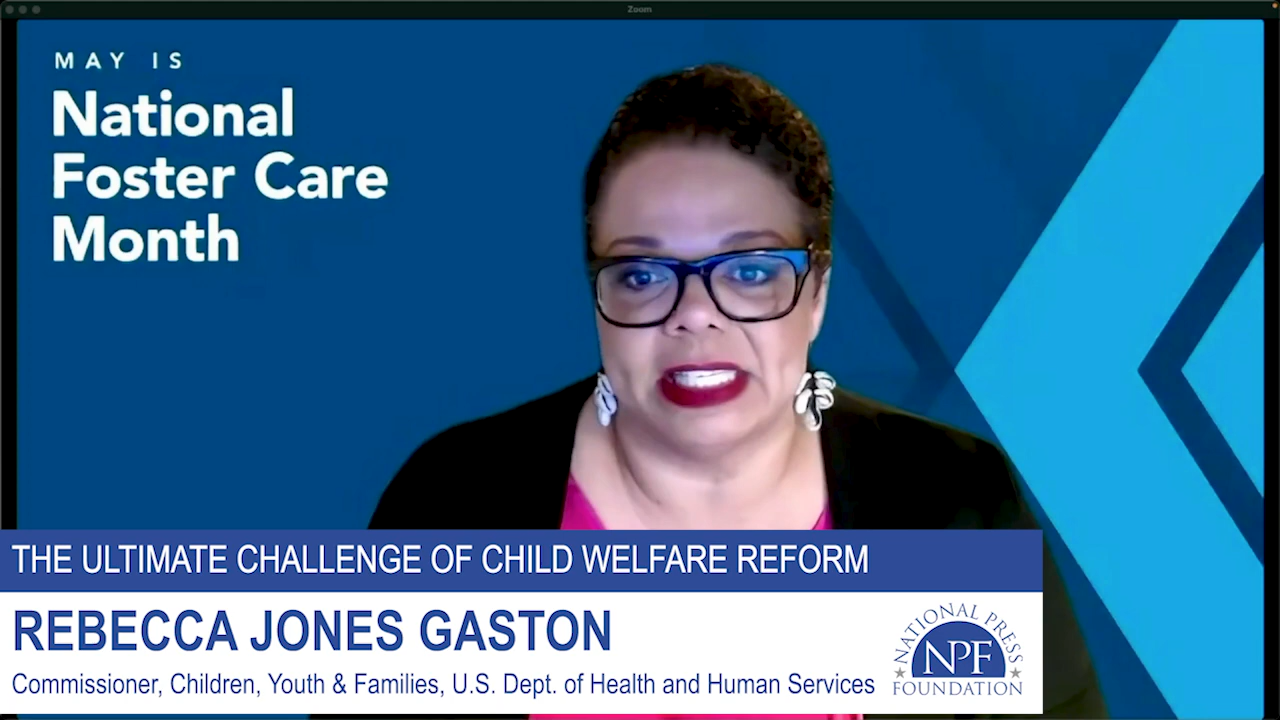 Zoom
MAY IS
National
Foster Care
Month
THE ULTIMATE CHALLENGE OF CHILD WELFARE REFORM
REBECCA JONES GASTON
Commissioner, Children, Youth & Families, U.S. Dept. of Health and Human Services
NATIONAL PRESS
NPF
FOUNDATION